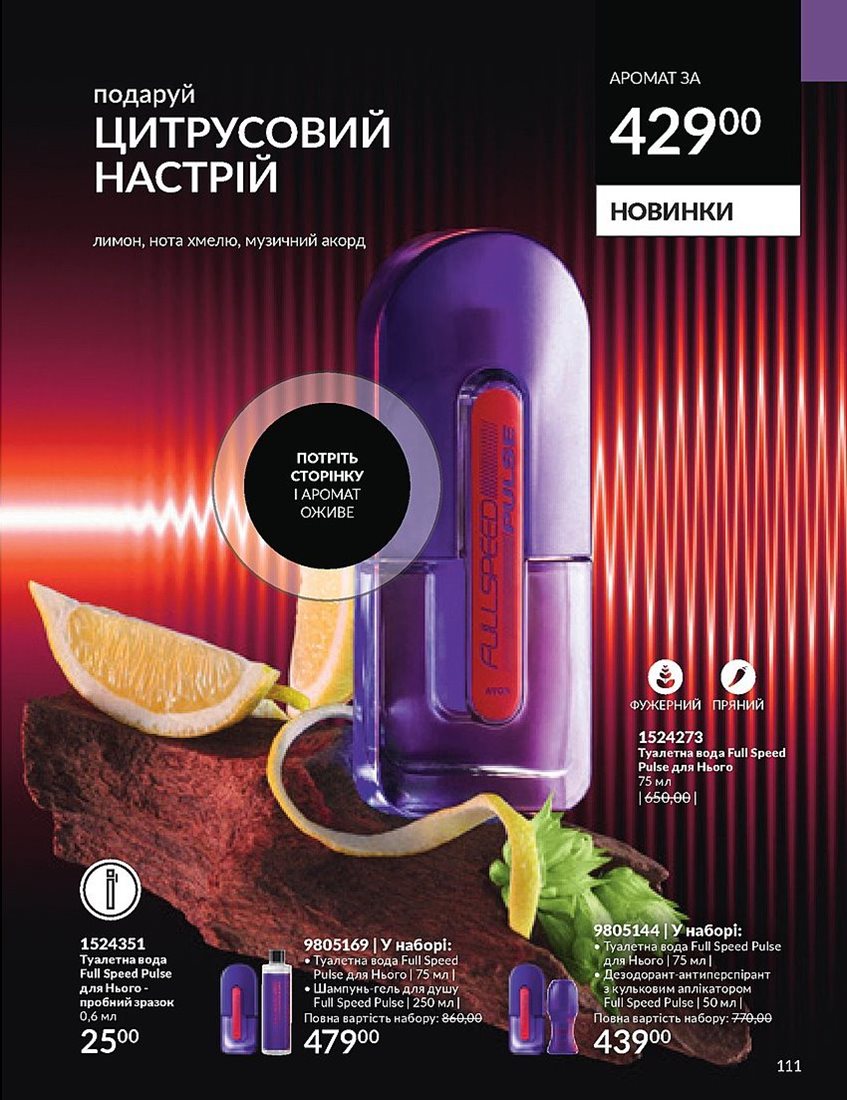 подаруй
ЦИТРУСОВИЙ
НАСТРІЙ
лимон, нота хмелю, музичний акорд
АРОМАТ ЗА
429⁰⁰
НОВИНКИ
ПОТРІТЬ
СТОРІНКУ
І АРОМАТ
ОЖИВЕ
FULL SPEED
PULSE
AVON
ФУЖЕРНИЙ ПРЯНИЙ
1524273
Туалетна вода Full Speed
Pulse для Нього
75 мл
| 650,00 |
1524351
Туалетна вода
Full Speed Pulse
для Нього -
пробний зразок
0,6 мл
25⁰⁰
9805169 | У наборі:
• Туалетна вода Full Speed
Pulse для Нього | 75 мл |
• Шампунь-гель для душу
Full Speed Pulse | 250 мл |
Повна вартість набору: 860,00
479⁰⁰
9805144 | У наборі:
• Туалетна вода Full Speed Pulse
для Нього | 75 мл |
• Дезодорант-антиперспірант
з кульковим аплікатором
Full Speed Pulse | 50 мл |
Повна вартість набору: 770,00
439⁰⁰
111